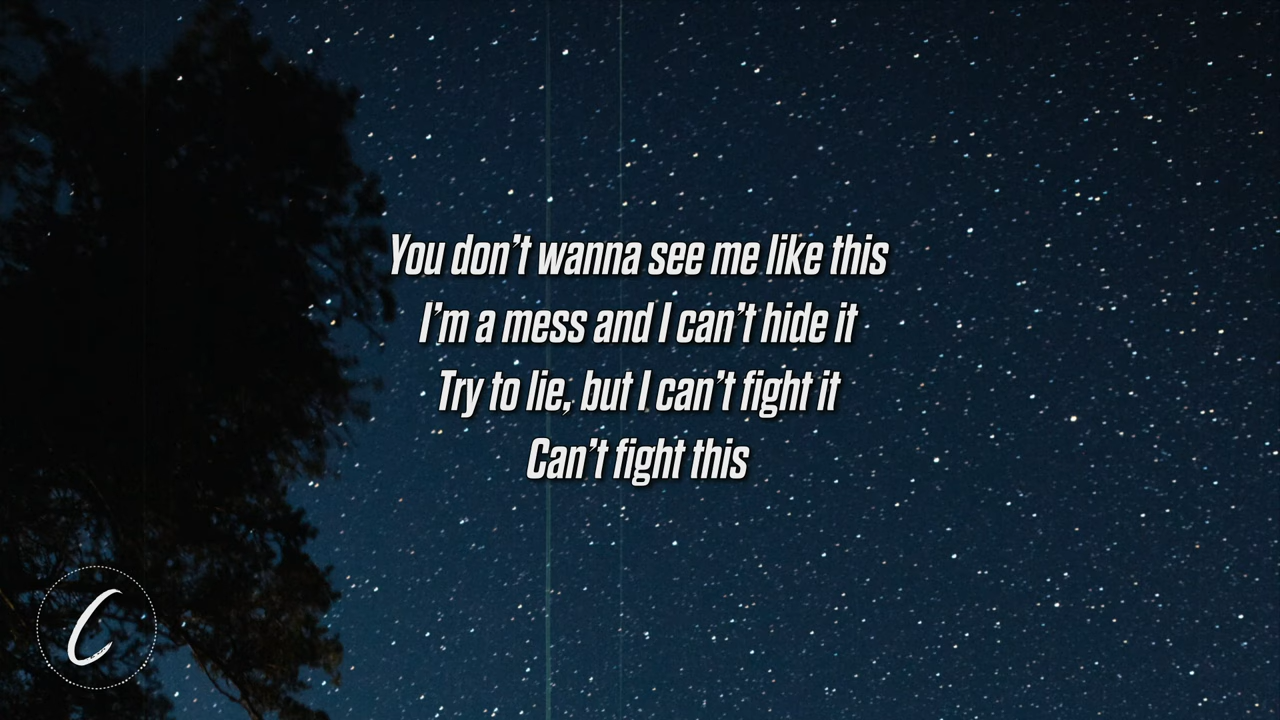 You don't wanna see me like this
I'm a mess and I can't hide it
Try to lie, but I can't fight it
Can't fight this
C